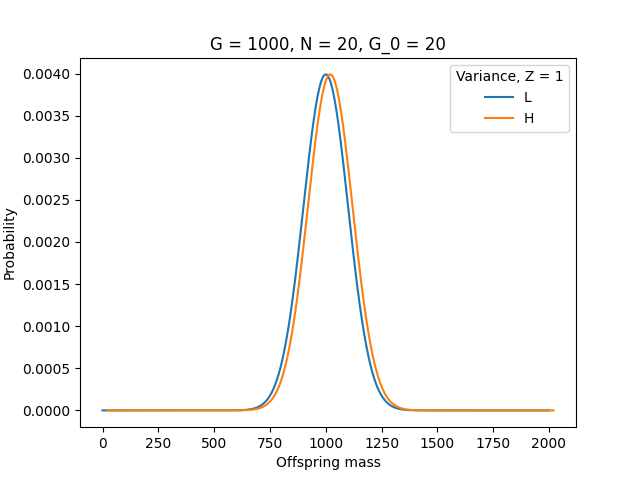 G = 1000, N = 20, G_0 = 20
Variance, Z = 1
L
H
Probability
0.0040
0.0035
0.0030
0.0025
0.0020
0.0015
0.0010
0.0005
0.0000
0 250 500 750 1000 1250 1500 1750 2000
Offspring mass